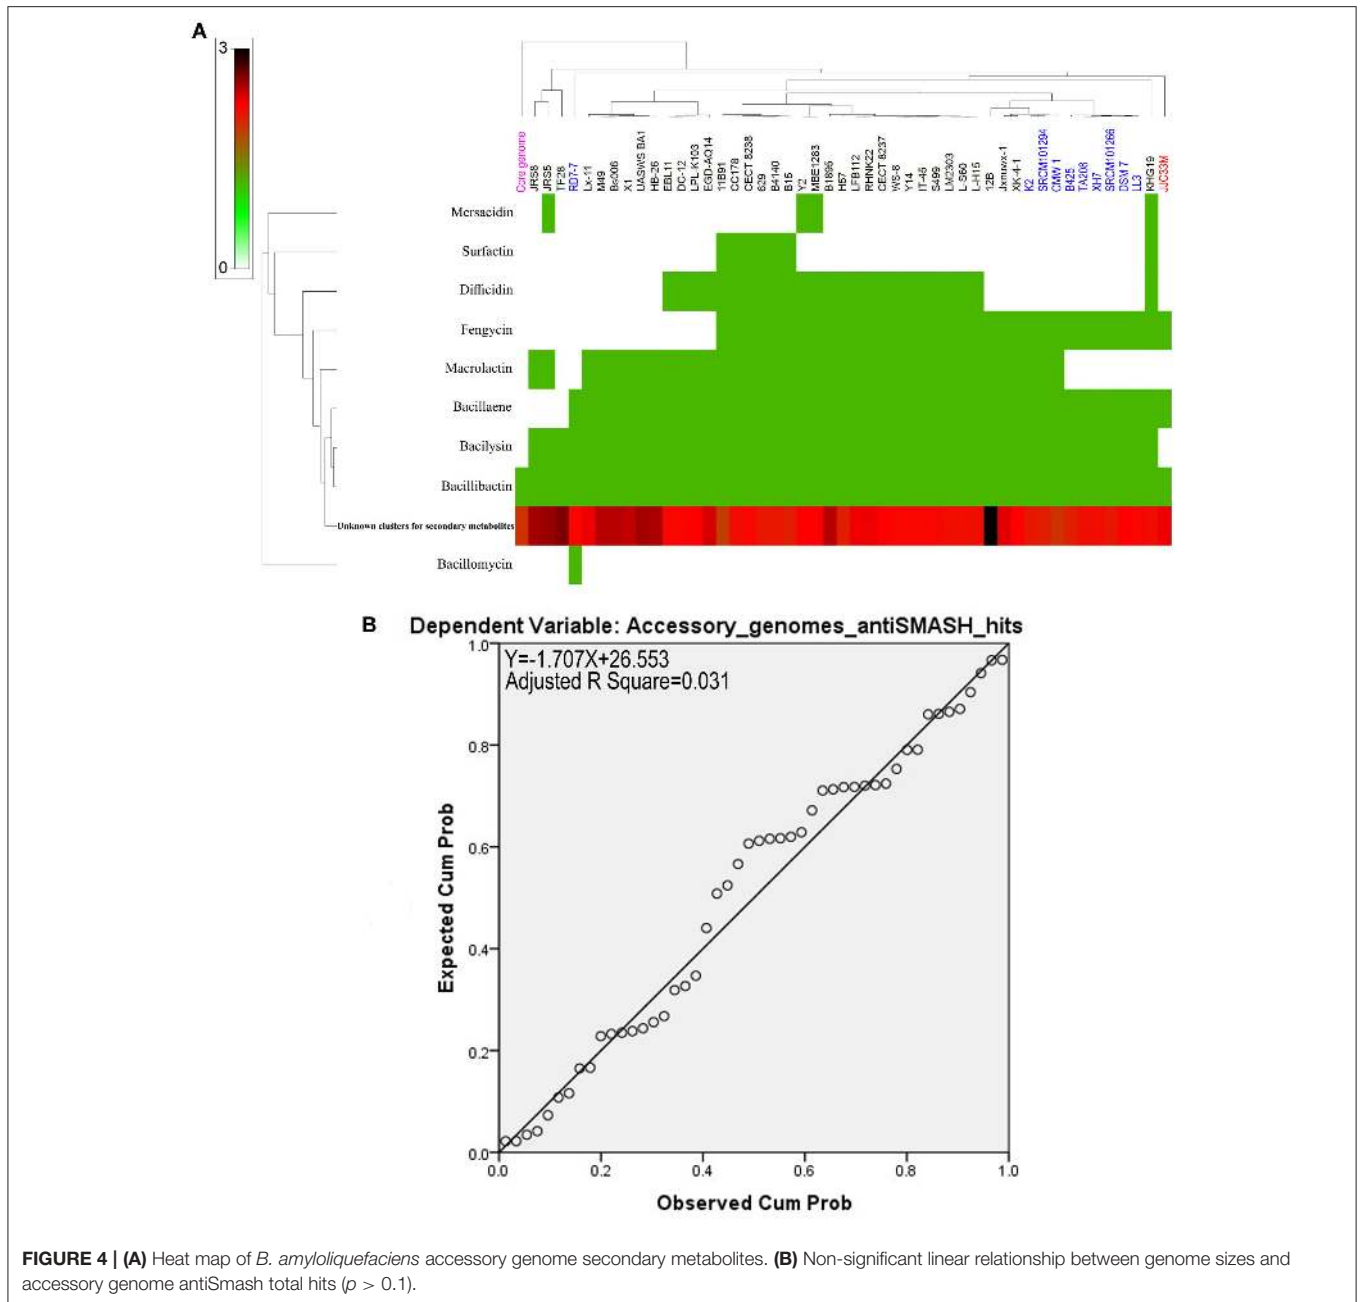 A
3
0
Core genome
JRS8
JRS5
TF28
RD7-7
Lx-11
M49
Bs006
X1
UASWS BA1
HB-26
EBL11
DC-12
LPL-K103
EGD-AQ14
11B91
CC178
CECT 8238
629
B4140
B15
Y2
MBE1283
B1895
H57
LFB112
RHNK22
CECT 8237
WS-8
Y14
IT-45
S499
LM2303
L-S60
L-H15
12B
Jxnuwx-1
XK-4-1
K2
SRCM101294
CMW 1
B425
TA208
XH7
SRCM101266
DSM 7
LL3
KHG19
JJC33M
Mersacidin
Surfactin
Difficidin
Fengycin
Macrolactin
Bacillaene
Bacilysin
Bacillibactin
Unknown clusters for secondary metabolites
Bacillomycin
B
Dependent Variable: Accessory_genomes_antiSMASH_hits
Y=-1.707X+26.553
Adjusted R Square=0.031
Expected Cum Prob
1.0
0.8
0.6
0.4
0.2
0.0
0.0 0.2 0.4 0.6 0.8 1.0
Observed Cum Prob
FIGURE 4 | (A) Heat map of B. amyloliquefaciens accessory genome secondary metabolites. (B) Non-significant linear relationship between genome sizes and
accessory genome antiSmash total hits (p > 0.1).